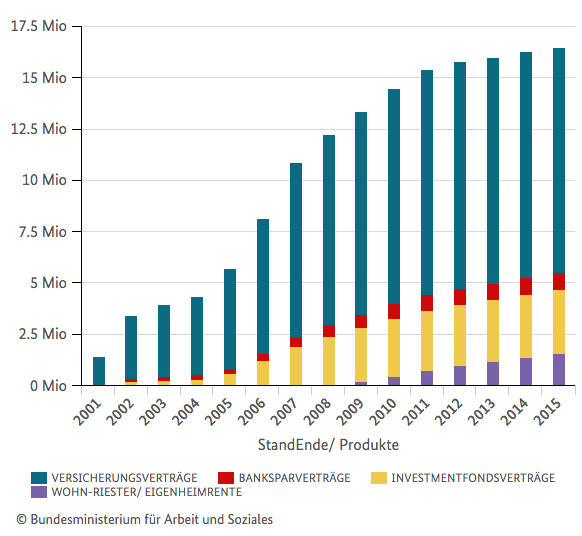 17.5 Mio
15 Mio
12.5 Mio
10 Mio
7.5 Mio
5 Mio
2.5 Mio
0 Mio
2001 2002 2003 2004 2005 2006 2007 2008 2009 2010 2011 2012 2013 2014 2015
StandEnde/ Produkte
VERSICHERUNGSVERTRÄGE BANKSPARVERTRÄGE INVESTMENTFONDSVERTRÄGE
WOHN-RIESTER/ EIGENHEIMRENTE
© Bundesministerium für Arbeit und Soziales